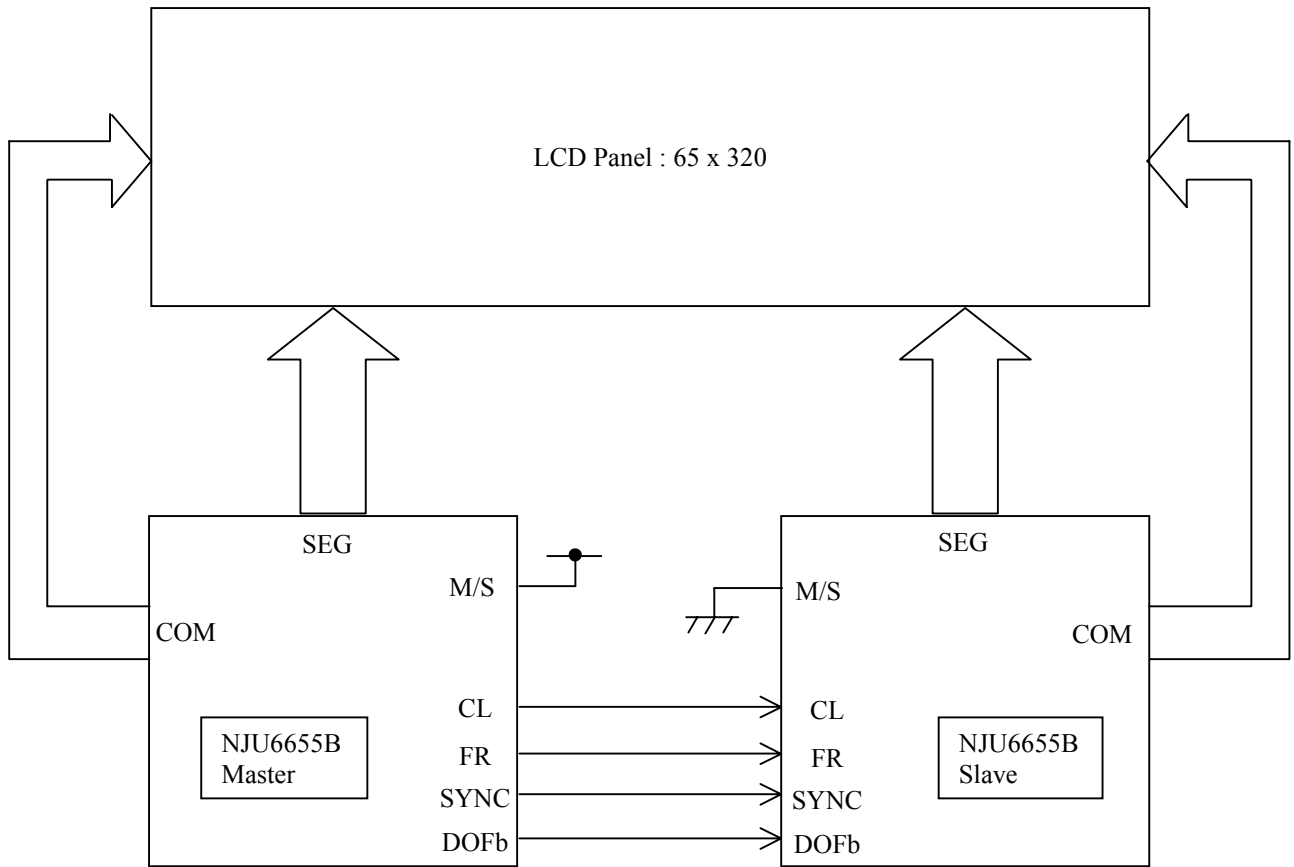 LCD Panel : 65 x 320
SEG
M/S
COM
CL
FR
SYNC
DOFb
NJU6655B
Master
SEG
M/S
COM
CL
FR
SYNC
DOFb
NJU6655B
Slave